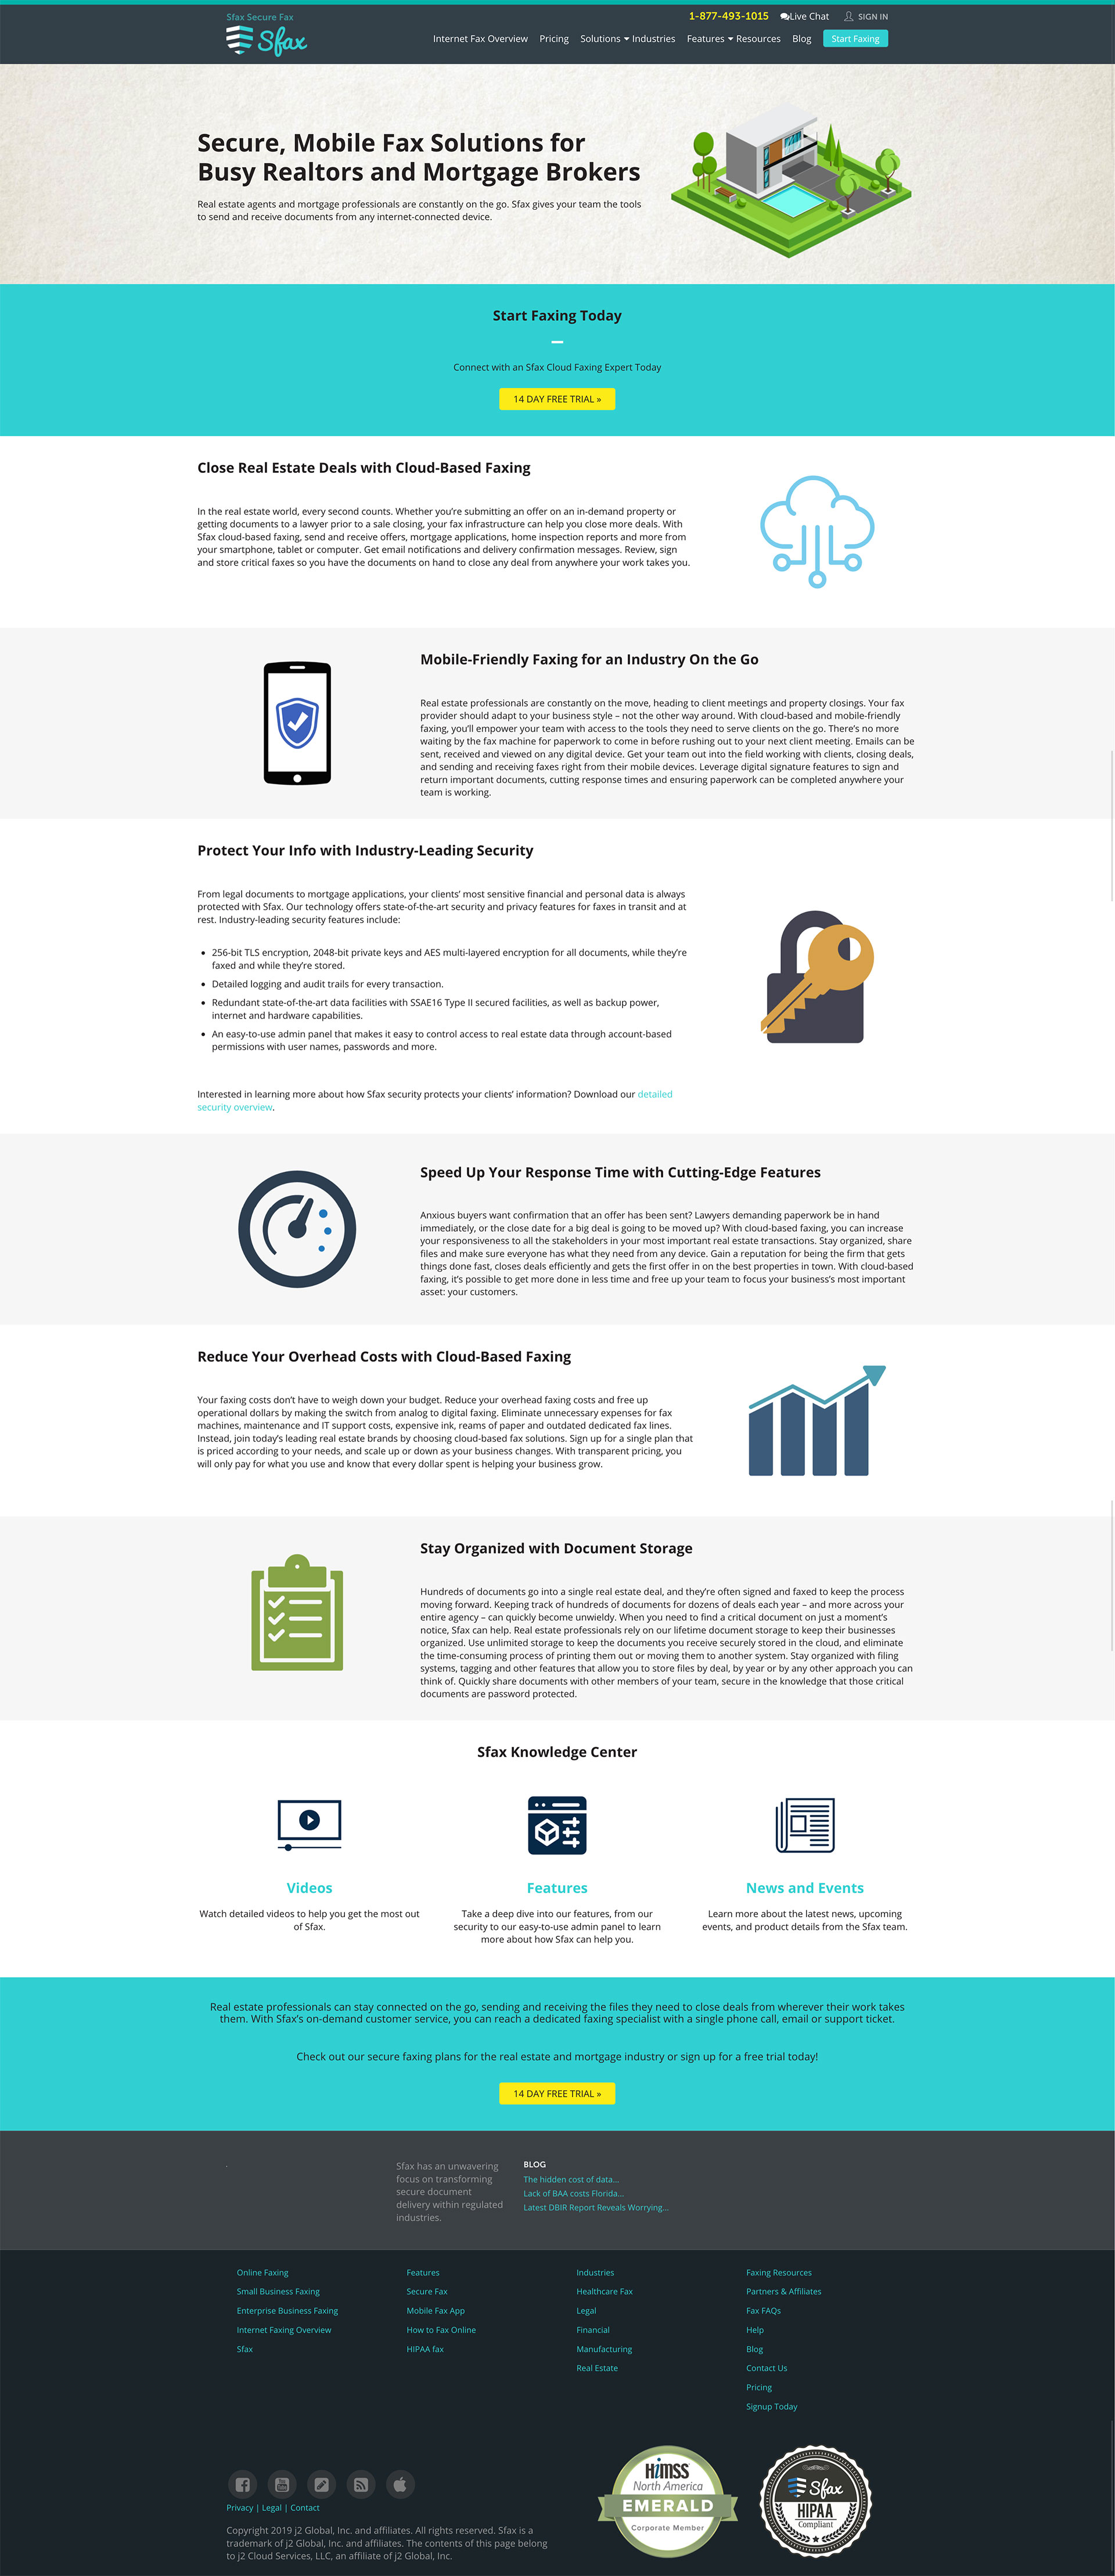 Sfax Secure Fax
Sfax
1-877-493-1015 Live Chat SIGN IN
Internet Fax Overview Pricing Solutions Industries Features Resources Blog Start Faxing
Secure, Mobile Fax Solutions for
Busy Realtors and Mortgage Brokers
Real estate agents and mortgage professionals are constantly on the go. Sfax gives your team the tools
to send and receive documents from any internet-connected device.
Start Faxing Today
Connect with an Sfax Cloud Faxing Expert Today
14 DAY FREE TRIAL »
Close Real Estate Deals with Cloud-Based Faxing
In the real estate world, every second counts. Whether you're submitting an offer on an in-demand property or
getting documents to a lawyer prior to a sale closing, your fax infrastructure can help you close more deals. With
Sfax cloud-based faxing, send and receive offers, mortgage applications, home inspection reports and more from
your smartphone, tablet or computer. Get email notifications and delivery confirmation messages. Review, sign
and store critical faxes so you have the documents on hand to close any deal from anywhere your work takes you.
Mobile-Friendly Faxing for an Industry On the Go
Real estate professionals are constantly on the move, heading to client meetings and property closings. Your fax
provider should adapt to your business style – not the other way around. With cloud-based and mobile-friendly
faxing, you'll empower your team with access to the tools they need to serve clients on the go. There's no more
waiting by the fax machine for paperwork to come in before rushing out to your next client meeting. Emails can be
sent, received and viewed on any digital device. Get your team out into the field working with clients, closing deals,
and sending and receiving faxes right from their mobile devices. Leverage digital signature features to sign and
return important documents, cutting response times and ensuring paperwork can be completed anywhere your
team is working.
Protect Your Info with Industry-Leading Security
From legal documents to mortgage applications, your clients' most sensitive financial and personal data is always
protected with Sfax. Our technology offers state-of-the-art security and privacy features for faxes in transit and at
rest. Industry-leading security features include:
• 256-bit TLS encryption, 2048-bit private keys and AES multi-layered encryption for all documents, while they're
faxed and while they're stored.
• Detailed logging and audit trails for every transaction.
• Redundant state-of-the-art data facilities with SSAE16 Type II secured facilities, as well as backup power,
internet and hardware capabilities.
• An easy-to-use admin panel that makes it easy to control access to real estate data through account-based
permissions with user names, passwords and more.
Interested in learning more about how Sfax security protects your clients' information? Download our detailed
security overview.
Speed Up Your Response Time with Cutting-Edge Features
Anxious buyers want confirmation that an offer has been sent? Lawyers demanding paperwork be in hand
immediately, or the close date for a big deal is going to be moved up? With cloud-based faxing, you can increase
your responsiveness to all the stakeholders in your most important real estate transactions. Stay organized, share
files and make sure everyone has what they need from any device. Gain a reputation for being the firm that gets
things done fast, closes deals efficiently and gets the first offer in on the best properties in town. With cloud-based
faxing, it's possible to get more done in less time and free up your team to focus your business's most important
asset: your customers.
Reduce Your Overhead Costs with Cloud-Based Faxing
Your faxing costs don't have to weigh down your budget. Reduce your overhead faxing costs and free up
operational dollars by making the switch from analog to digital faxing. Eliminate unnecessary expenses for fax
machines, maintenance and IT support costs, expensive ink, reams of paper and outdated dedicated fax lines.
Instead, join today's leading real estate brands by choosing cloud-based fax solutions. Sign up for a single plan that
is priced according to your needs, and scale up or down as your business changes. With transparent pricing, you
will only pay for what you use and know that every dollar spent is helping your business grow.
Stay Organized with Document Storage
Hundreds of documents go into a single real estate deal, and they're often signed and faxed to keep the process
moving forward. Keeping track of hundreds of documents for dozens of deals each year – and more across your
entire agency – can quickly become unwieldy. When you need to find a critical document on just a moment's
notice, Sfax can help. Real estate professionals rely on our lifetime document storage to keep their businesses
organized. Use unlimited storage to keep the documents you receive securely stored in the cloud, and eliminate
the time-consuming process of printing them out or moving them to another system. Stay organized with filing
systems, tagging and other features that allow you to store files by deal, by year or by any other approach you can
think of. Quickly share documents with other members of your team, secure in the knowledge that those critical
documents are password protected.
Sfax Knowledge Center
Videos
Watch detailed videos to help you get the most out
of Sfax.
Features
Take a deep dive into our features, from our
security to our easy-to-use admin panel to learn
more about how Sfax can help you.
News and Events
Learn more about the latest news, upcoming
events, and product details from the Sfax team.
Real estate professionals can stay connected on the go, sending and receiving the files they need to close deals from wherever their work takes
them. With Sfax's on-demand customer service, you can reach a dedicated faxing specialist with a single phone call, email or support ticket.
Check out our secure faxing plans for the real estate and mortgage industry or sign up for a free trial today!
14 DAY FREE TRIAL »
Sfax has an unwavering
focus on transforming
secure document
delivery within regulated
industries.
BLOG
The hidden cost of data...
Lack of BAA costs Florida...
Latest DBIR Report Reveals Worrying...
Online Faxing
Small Business Faxing
Enterprise Business Faxing
Internet Faxing Overview
Sfax
Features
Secure Fax
Mobile Fax App
How to Fax Online
HIPAA fax
Industries
Healthcare Fax
Legal
Financial
Manufacturing
Real Estate
Faxing Resources
Partners & Affiliates
Fax FAQs
Help
Blog
Contact Us
Pricing
Signup Today
Privacy | Legal | Contact
Copyright 2019 j2 Global, Inc. and affiliates. All rights reserved. Sfax is a
trademark of j2 Global, Inc. and affiliates. The contents of this page belong
to j2 Cloud Services, LLC, an affiliate of j2 Global, Inc.
HiMSS
North America
EMERALD
Corporate Member
Sfax
HIPAA
Compliant